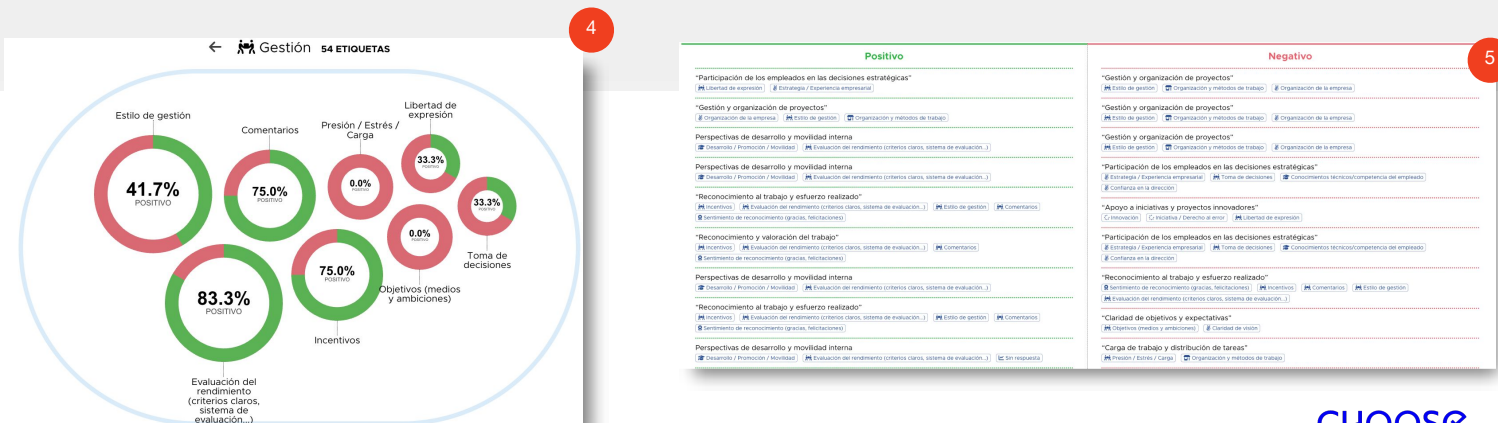 4
← Gestión 54 ETIQUETAS
Estilo de gestión
41.7%
POSITIVO
Comentarios
75.0%
POSITIVO
Presión / Estrés /
Carga
0.0%
POSITIVO
Libertad de
expresión
33.3%
POSITIVO
33.3%
POSITIVO
Toma de
decisiones
0.0%
POSITIVO
Objetivos (medios
y ambiciones)
75.0%
POSITIVO
Incentivos
83.3%
POSITIVO
Evaluación del
rendimiento
(criterios claros,
sistema de
evaluación...)
5
Positivo
"Participación de los empleados en las decisiones estratégicas"
Libertad de expresión Estrategia / Experiencia empresarial
"Gestión y organización de proyectos"
Organización de la empresa Estilo de gestión Organización y métodos de trabajo
Perspectivas de desarrollo y movilidad interna
Desarrollo / Promoción / Movilidad Evaluación del rendimiento (criterios claros, sistema de evaluación...)
Perspectivas de desarrollo y movilidad interna
Desarrollo / Promoción / Movilidad Evaluación del rendimiento (criterios claros, sistema de evaluación...)
"Reconocimiento al trabajo y esfuerzo realizado"
Incentivos Evaluación del rendimiento (criterios claros, sistema de evaluación...) Estilo de gestión Comentarios
Sentimiento de reconocimiento (gracias, felicitaciones)
"Reconocimiento y valoración del trabajo"
Incentivos Evaluación del rendimiento (criterios claros, sistema de evaluación...) Comentarios
Sentimiento de reconocimiento (gracias, felicitaciones)
Perspectivas de desarrollo y movilidad interna
Desarrollo / Promoción / Movilidad Evaluación del rendimiento (criterios claros, sistema de evaluación...)
"Reconocimiento al trabajo y esfuerzo realizado"
Incentivos Evaluación del rendimiento (criterios claros, sistema de evaluación...) Estilo de gestión Comentarios
Sentimiento de reconocimiento (gracias, felicitaciones)
Perspectivas de desarrollo y movilidad interna
Desarrollo / Promoción / Movilidad Evaluación del rendimiento (criterios claros, sistema de evaluación...) Sin respuesta
Negativo
"Gestión y organización de proyectos"
Estilo de gestión Organización y métodos de trabajo Organización de la empresa
"Gestión y organización de proyectos"
Estilo de gestión Organización y métodos de trabajo Organización de la empresa
"Gestión y organización de proyectos"
Estilo de gestión Organización y métodos de trabajo Organización de la empresa
"Participación de los empleados en las decisiones estratégicas"
Estrategia / Experiencia empresarial Toma de decisiones Conocimientos técnicos/competencia del empleado
Confianza en la dirección
"Apoyo a iniciativas y proyectos innovadores"
Innovación Iniciativa / Derecho al error Libertad de expresión
"Participación de los empleados en las decisiones estratégicas"
Estrategia / Experiencia empresarial Toma de decisiones Conocimientos técnicos/competencia del empleado
Confianza en la dirección
"Reconocimiento al trabajo y esfuerzo realizado"
Sentimiento de reconocimiento (gracias, felicitaciones) Incentivos Comentarios Estilo de gestión
Evaluación del rendimiento (criterios claros, sistema de evaluación...)
"Claridad de objetivos y expectativas"
Objetivos (medios y ambiciones) Claridad de visión
"Carga de trabajo y distribución de tareas"
Presión / Estrés / Carga Organización y métodos de trabajo